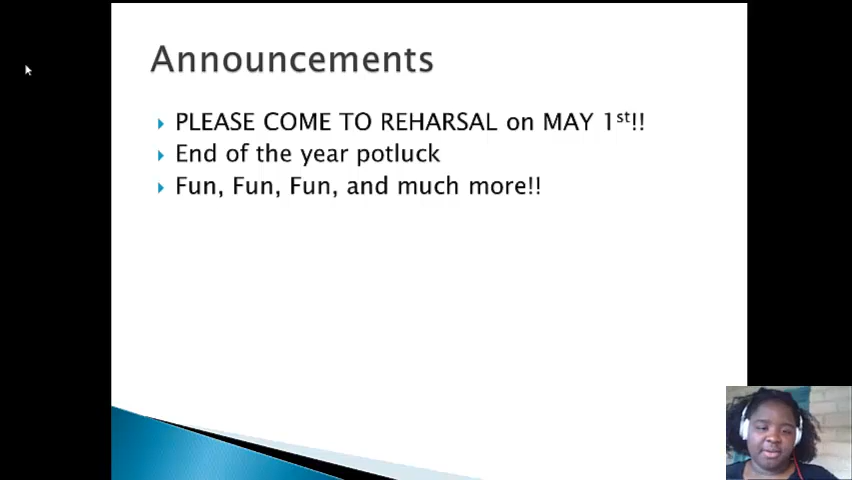 Announcements
PLEASE COME TO REHARSAL on MAY 1st!!
End of the year potluck
Fun, Fun, Fun, and much more!!